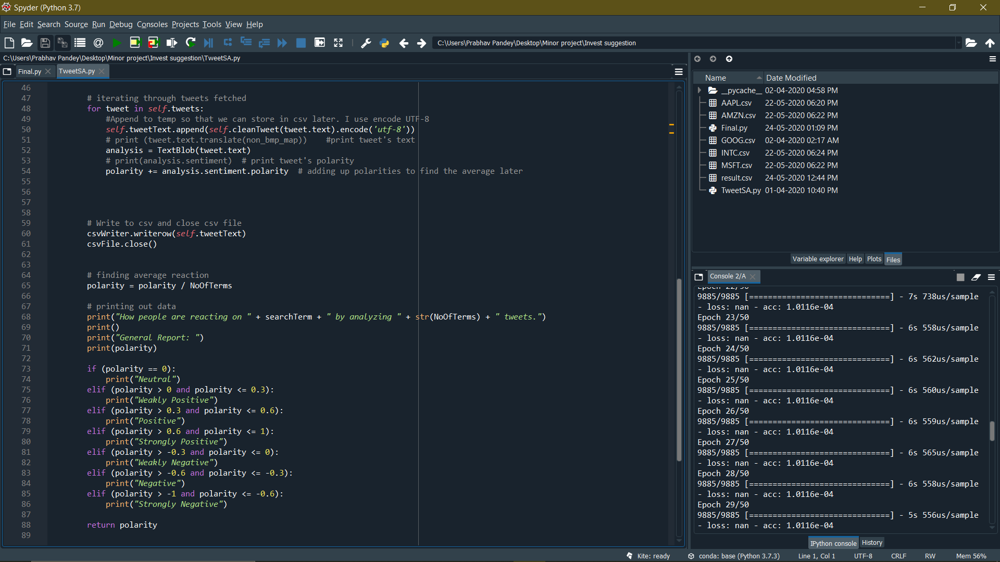 Spyder (Python 3.7)
File Edit Search Source Run Debug Consoles Projects Tools View Help
C:\Users\Prabhav Pandey\Desktop\Minor project\Invest suggestion
C:\Users\Prabhav Pandey\Desktop\Minor project\Invest suggestion\TweetSA.py
Final.py TweetSA.py
46
47 # iterating through tweets fetched
48 for tweet in self.tweets:
49 #Append to temp so that we can store in csv later. I use encode UTF-8
50 self.tweetText.append(self.cleanTweet(tweet.text).encode('utf-8'))
51 # print (tweet.text.translate(non_bmp_map)) #print tweet's text
52 analysis = TextBlob(tweet.text)
53 # print(analysis.sentiment) # print tweet's polarity
54 polarity += analysis.sentiment.polarity # adding up polarities to find the average later
55
56
57
58
59 # Write to csv and close csv file
60 csvWriter.writerow(self.tweetText)
61 csvFile.close()
62
63
64 # finding average reaction
65 polarity = polarity / NoOfTerms
66
67 # printing out data
68 print("How people are reacting on " + searchTerm + " by analyzing " + str(NoOfTerms) + " tweets.")
69 print()
70 print("General Report: ")
71 print(polarity)
72
73 if (polarity == 0):
74 print("Neutral")
75 elif (polarity > 0 and polarity <= 0.3):
76 print("Weakly Positive")
77 elif (polarity > 0.3 and polarity <= 0.6):
78 print("Positive")
79 elif (polarity > 0.6 and polarity <= 1):
80 print("Strongly Positive")
81 elif (polarity > -0.3 and polarity <= 0):
82 print("Weakly Negative")
83 elif (polarity > -0.6 and polarity <= -0.3):
84 print("Negative")
85 elif (polarity > -1 and polarity <= -0.6):
86 print("Strongly Negative")
87
88 return polarity
89
Name Date Modified
__pycache__ 02-04-2020 04:58 PM
AAPL.csv 22-05-2020 06:20 PM
AMZN.csv 22-05-2020 06:22 PM
Final.py 24-05-2020 01:09 PM
GOOG.csv 02-04-2020 02:17 AM
INTC.csv 22-05-2020 06:24 PM
MSFT.csv 22-05-2020 06:22 PM
result.csv 24-05-2020 12:44 PM
TweetSA.py 01-04-2020 10:40 PM
Variable explorer Help Plots Files
Console 2/A
Epoch 22/50
9885/9885 [==============================] - 7s 738us/sample
- loss: nan - acc: 1.0116e-04
Epoch 23/50
9885/9885 [==============================] - 6s 558us/sample
- loss: nan - acc: 1.0116e-04
Epoch 24/50
9885/9885 [==============================] - 6s 562us/sample
- loss: nan - acc: 1.0116e-04
Epoch 25/50
9885/9885 [==============================] - 6s 560us/sample
- loss: nan - acc: 1.0116e-04
Epoch 26/50
9885/9885 [==============================] - 6s 559us/sample
- loss: nan - acc: 1.0116e-04
Epoch 27/50
9885/9885 [==============================] - 6s 565us/sample
- loss: nan - acc: 1.0116e-04
Epoch 28/50
9885/9885 [==============================] - 6s 558us/sample
- loss: nan - acc: 1.0116e-04
Epoch 29/50
9885/9885 [==============================] - 5s 556us/sample
- loss: nan - acc: 1.0116e-04
IPython console History
Kite: ready conda: base (Python 3.7.3) Line 1, Col 1 UTF-8 CRLF RW Mem 56%